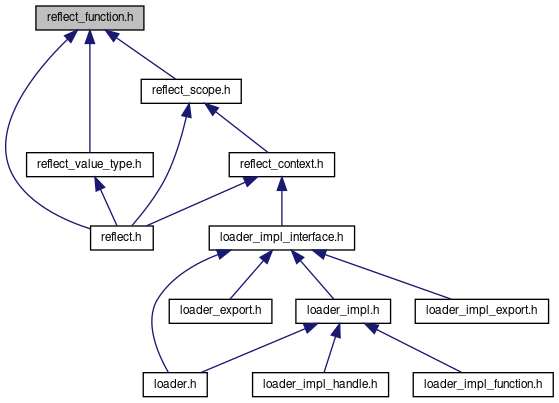 reflect_function.h
reflect_scope.h
reflect_value_type.h
reflect_context.h
reflect.h
loader_impl_interface.h
loader_export.h
loader_impl.h
loader_impl_export.h
loader.h
loader_impl_handle.h
loader_impl_function.h